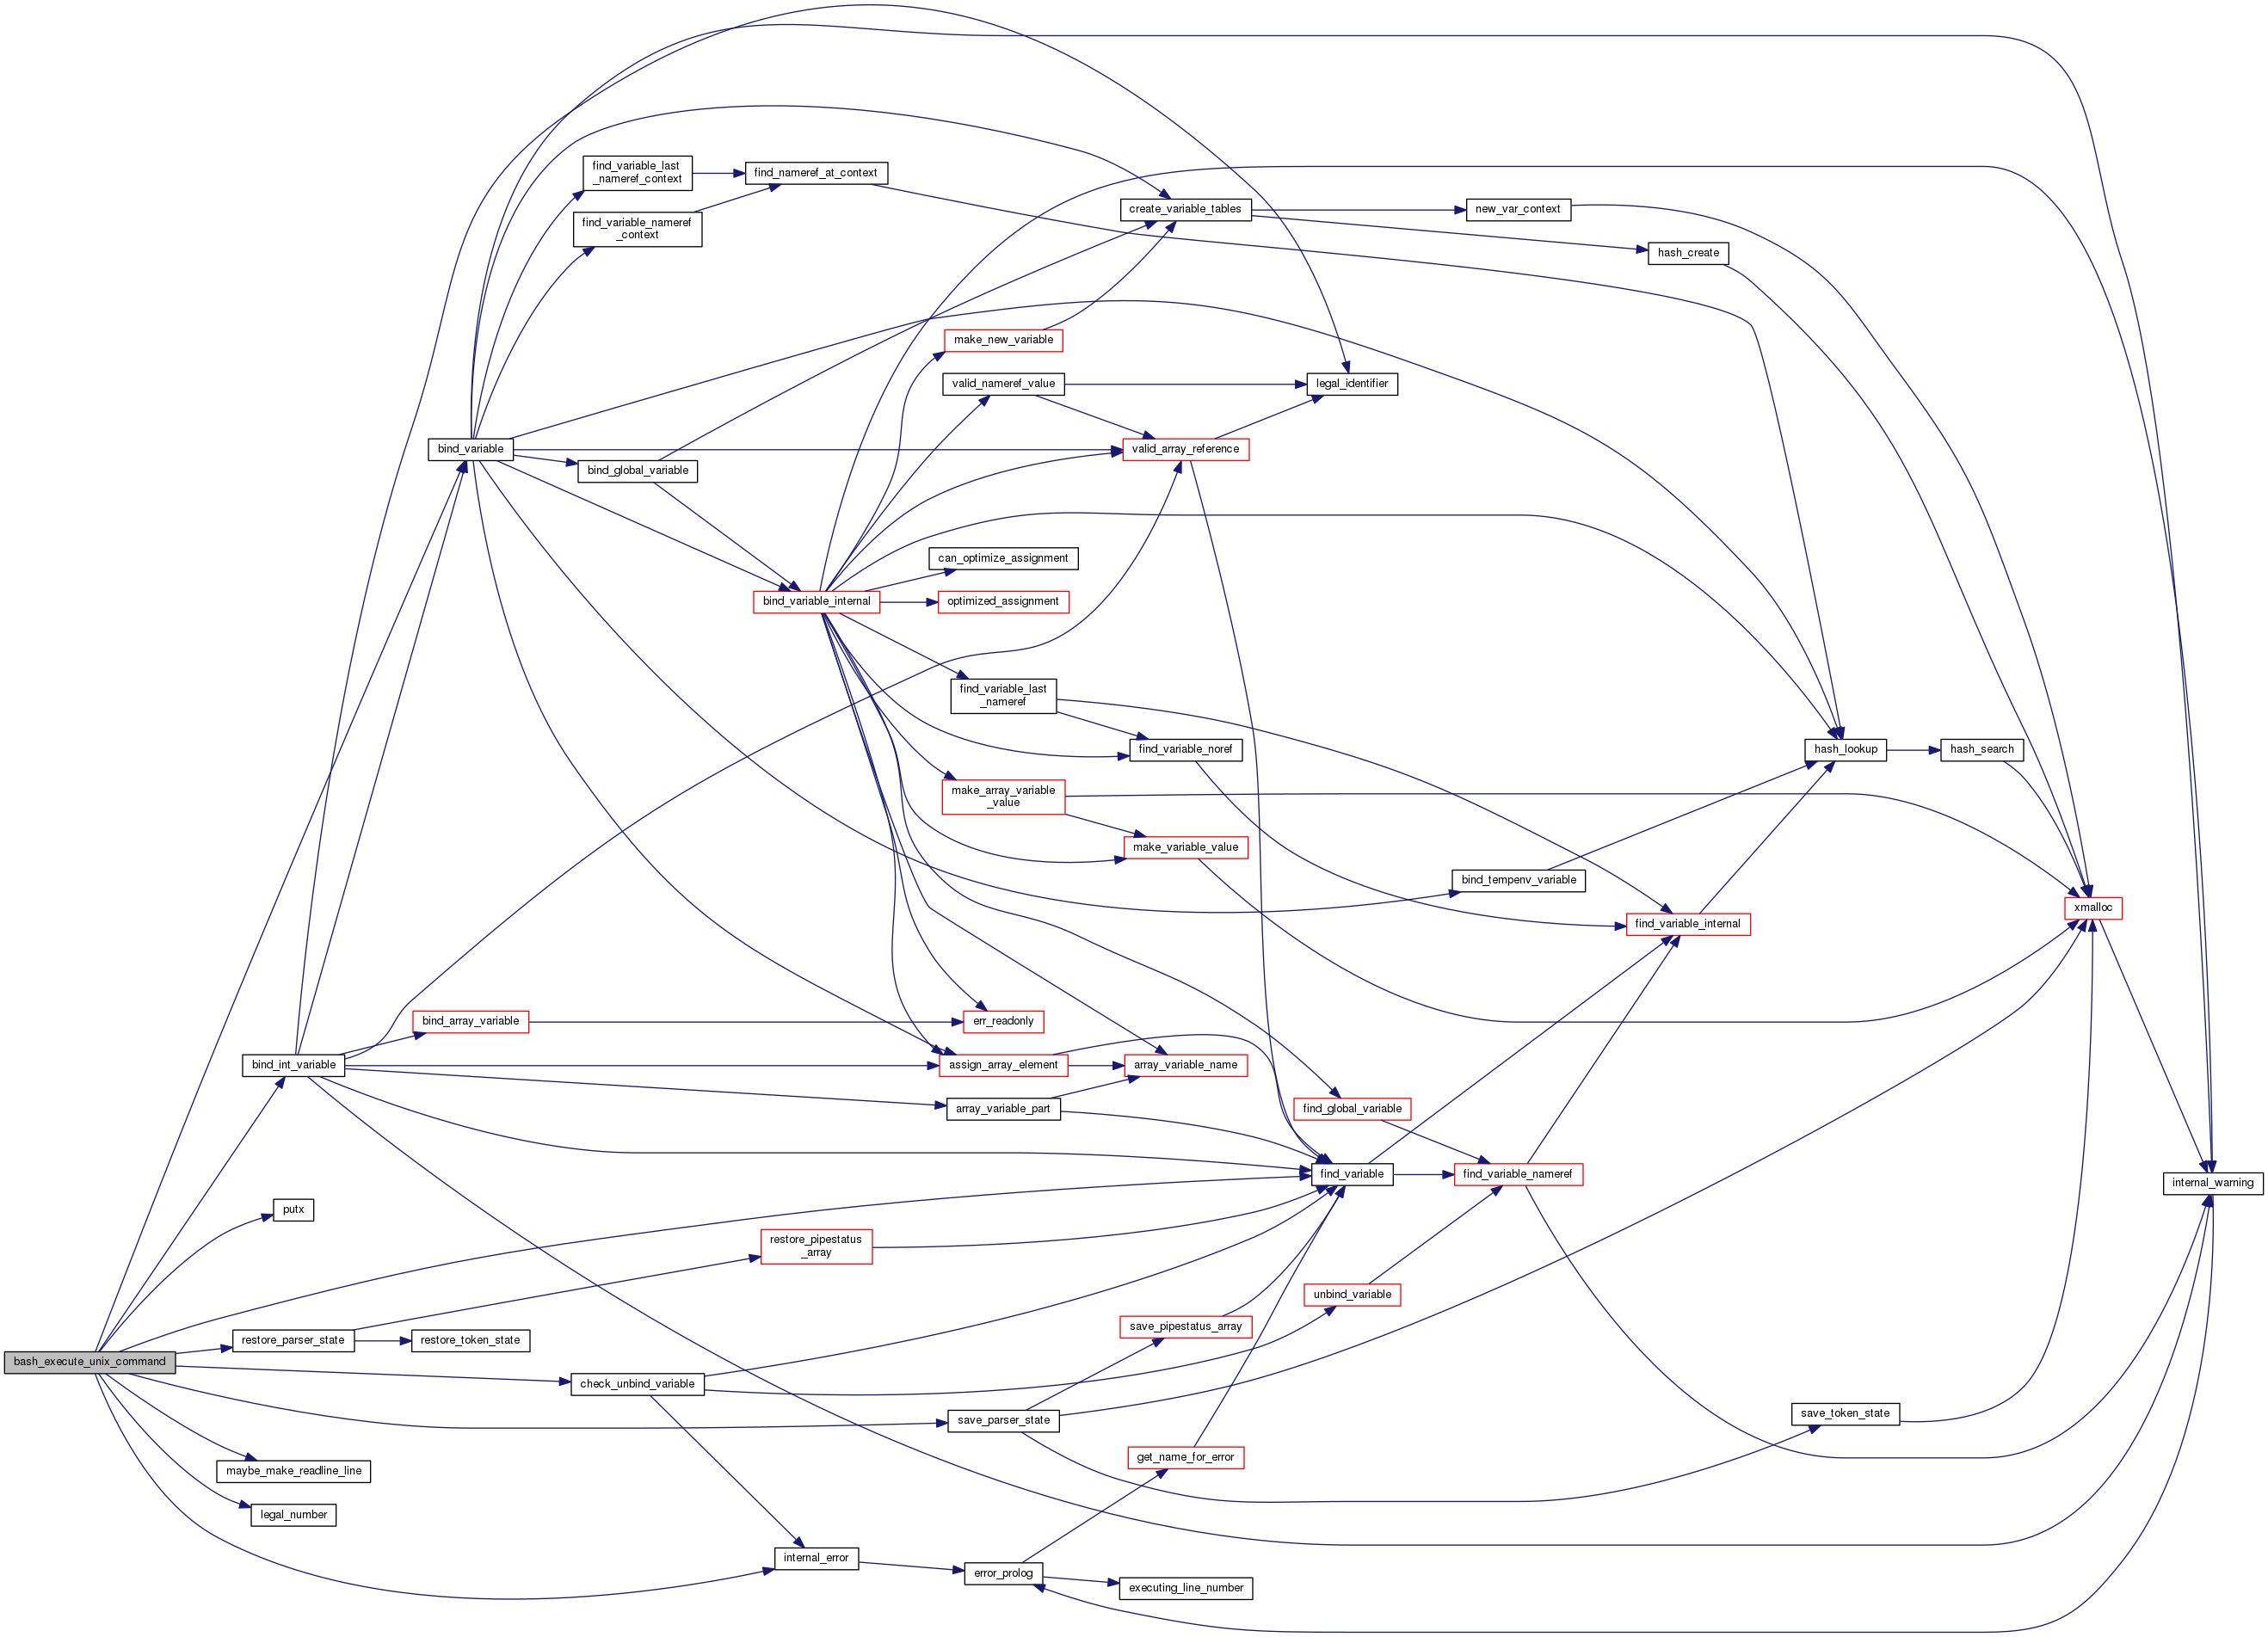 find_variable_last
_nameref_context
find_nameref_at_context
create_variable_tables
new_var_context
find_variable_nameref
_context
hash_create
make_new_variable
valid_nameref_value
legal_identifier
bind_variable
valid_array_reference
bind_global_variable
can_optimize_assignment
bind_variable_internal
optimized_assignment
find_variable_last
_nameref
find_variable_noref
hash_lookup
hash_search
make_array_variable
_value
make_variable_value
bind_tempenv_variable
xmalloc
find_variable_internal
bind_array_variable
err_readonly
bind_int_variable
assign_array_element
array_variable_name
array_variable_part
find_global_variable
find_variable
find_variable_nameref
internal_warning
putx
restore_pipestatus
_array
unbind_variable
save_pipestatus_array
restore_parser_state
restore_token_state
bash_execute_unix_command
check_unbind_variable
save_parser_state
save_token_state
get_name_for_error
maybe_make_readline_line
legal_number
internal_error
error_prolog
executing_line_number